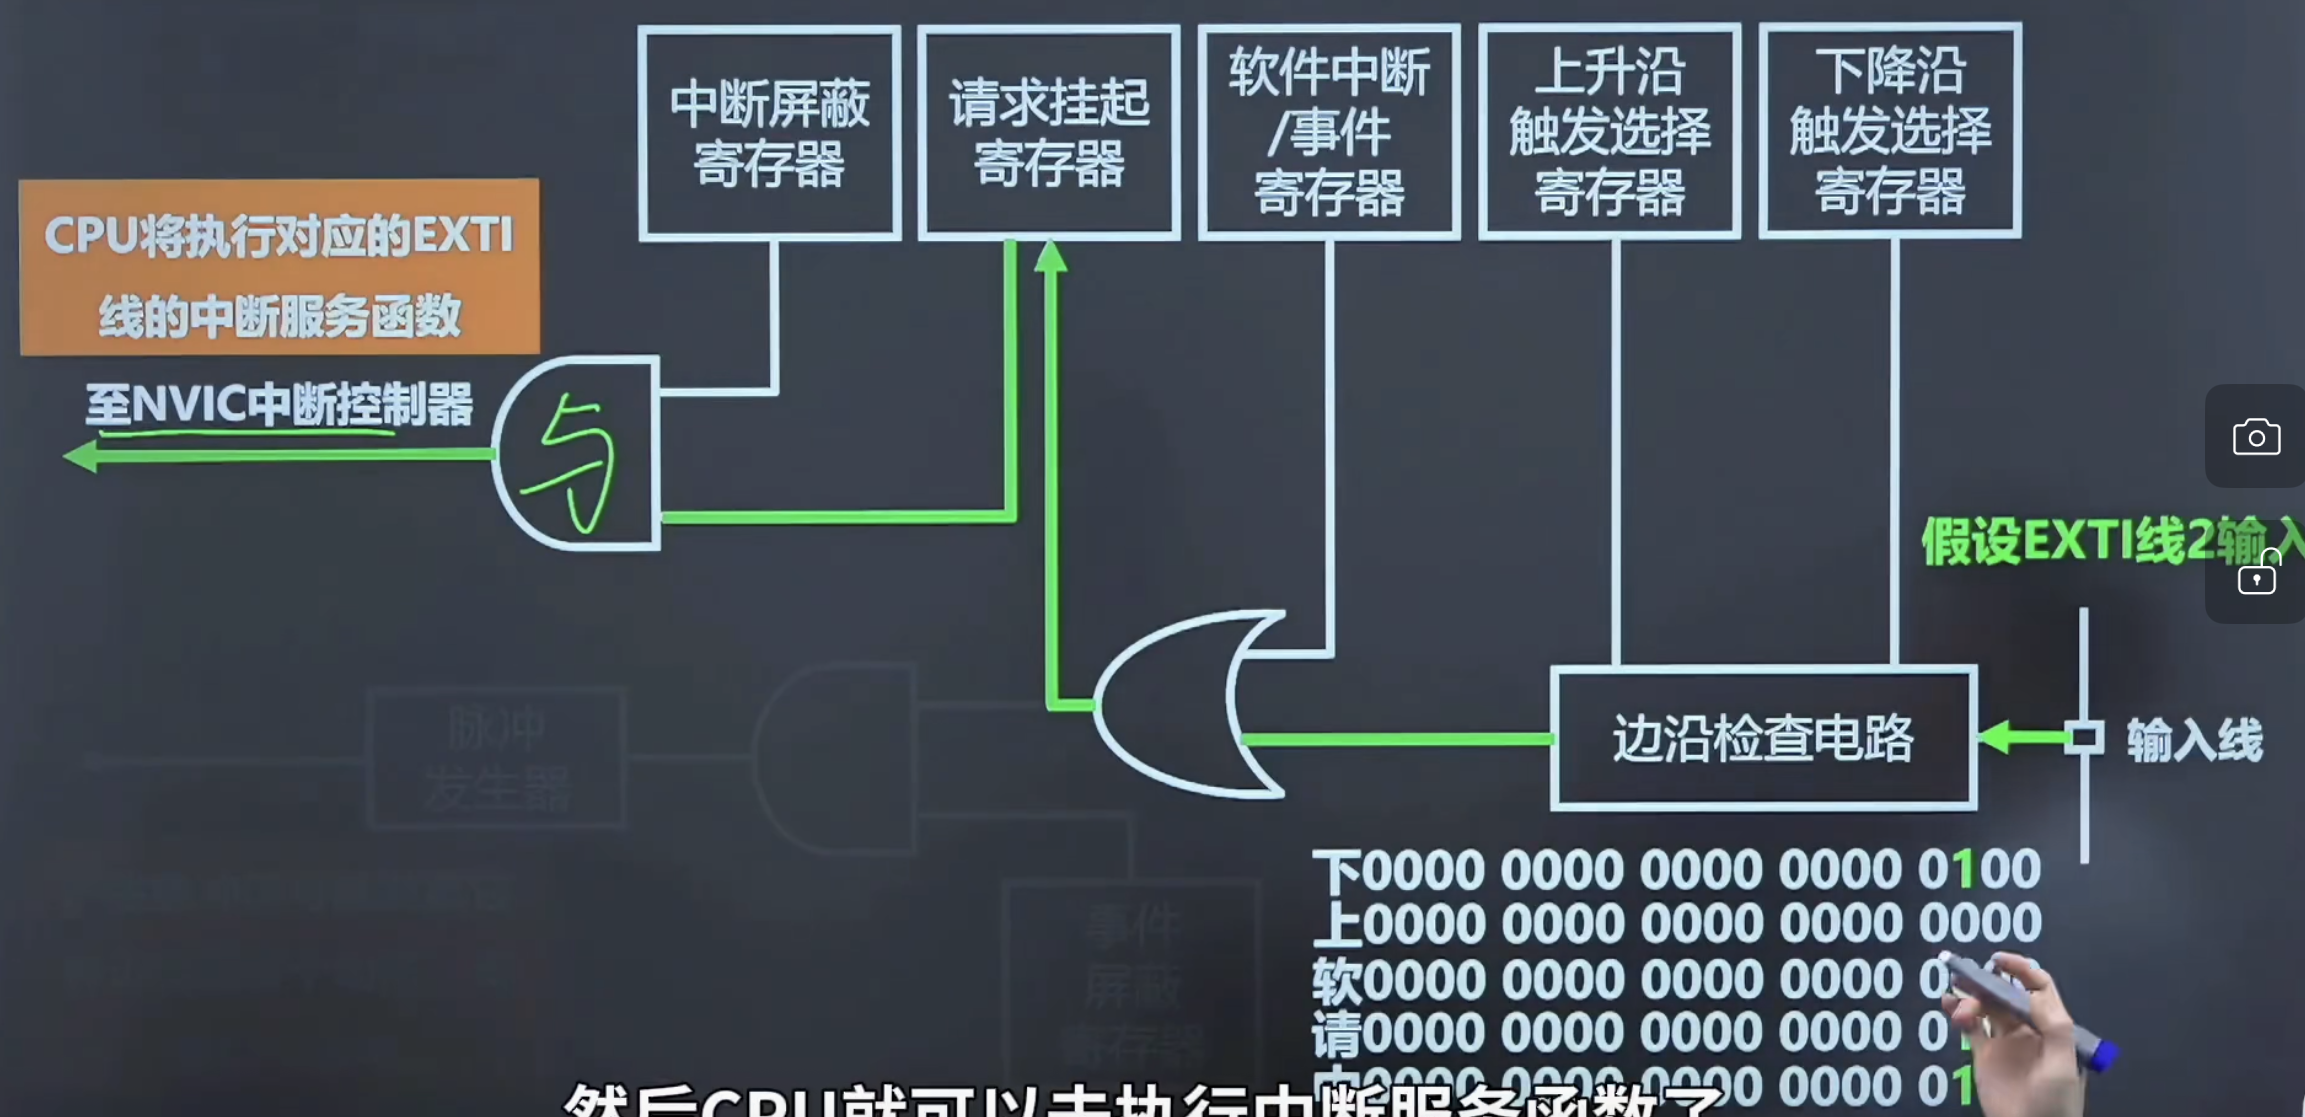 中断屏蔽
寄存器
请求挂起
寄存器
软件中断
/事件
寄存器
上升沿
触发选择
寄存器
下降沿
触发选择
寄存器
CPU将执行对应的EXTI
线的中断服务函数
至NVIC中断控制器
与
假设EXTI线2输入
边沿检查电路
输入线
脉冲
发生器
事件
屏蔽
寄存器
下0000 0000 0000 0000 0100
上0000 0000 0000 0000 0000
软0000 0000 0000 0000 0
请0000 0000 0000 0000 01
中0000 0000 0000 0000 01
然后CPU就可以去执行中断服务函数了